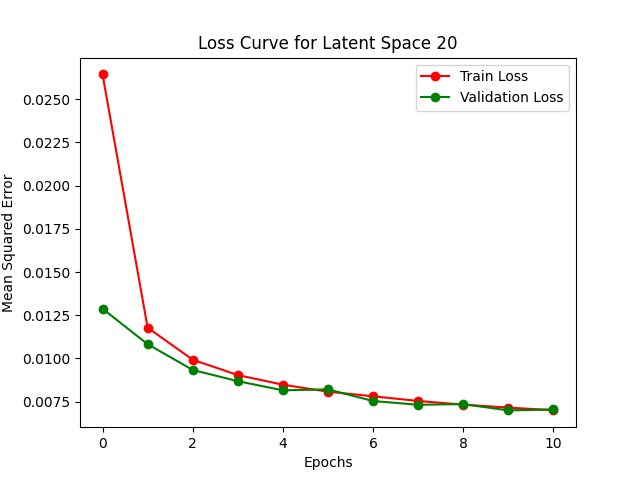 Loss Curve for Latent Space 20
Train Loss
Validation Loss
Mean Squared Error
0.0250
0.0225
0.0200
0.0175
0.0150
0.0125
0.0100
0.0075
0 2 4 6 8 10
Epochs